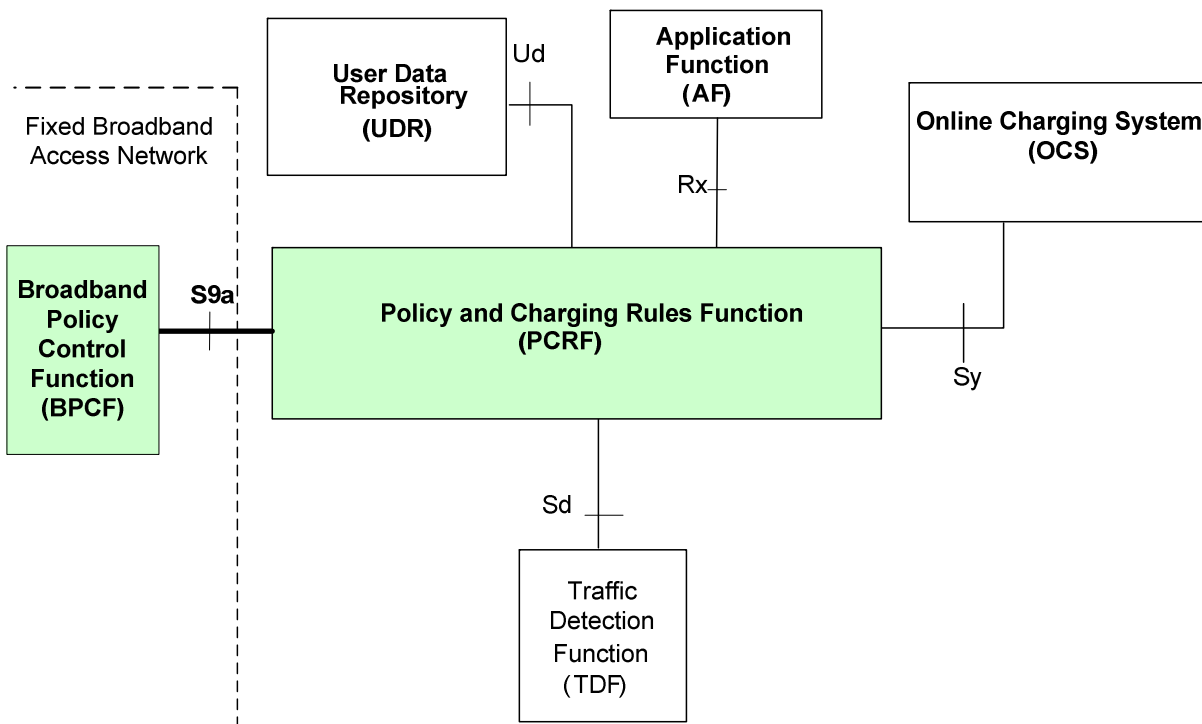 User Data
Repository
(UDR)
Ud
Application
Function
(AF)
Online Charging System
(OCS)
Fixed Broadband
Access Network
Rx
Broadband
Policy
Control
Function
(BPCF)
S9a
Policy and Charging Rules Function
(PCRF)
Sy
Sd
Traffic
Detection
Function
(TDF)